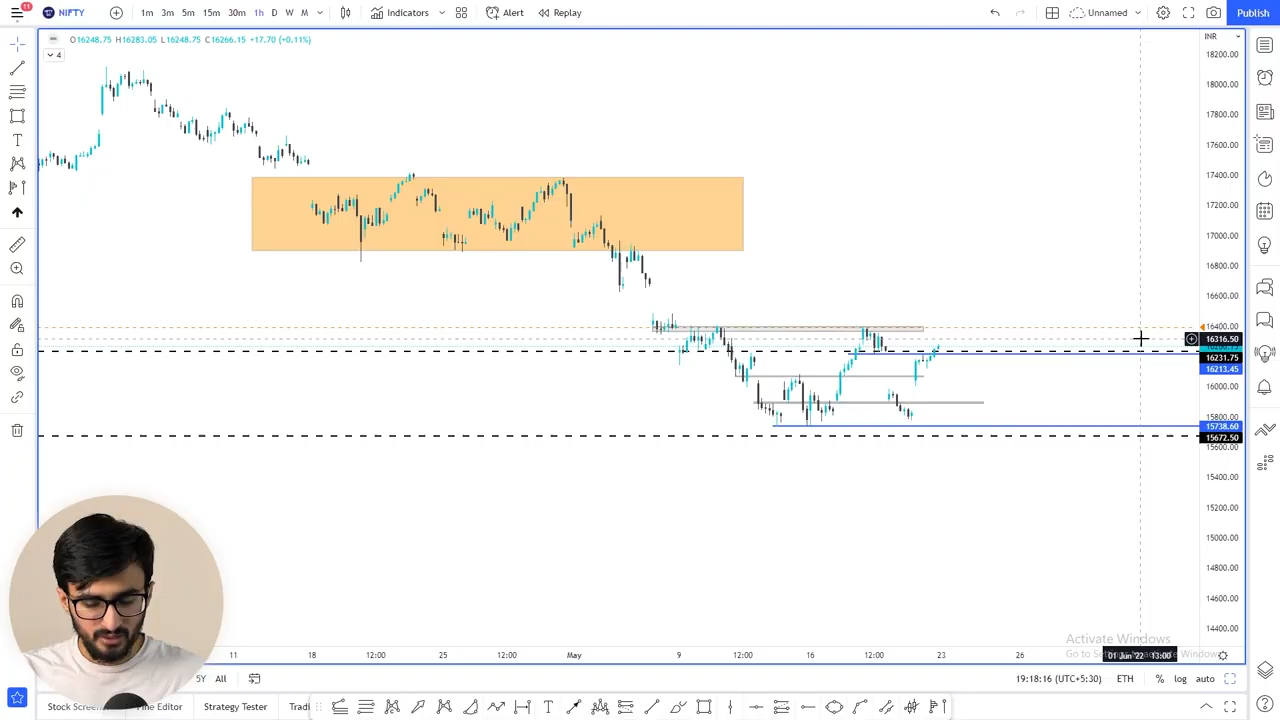 11
NIFTY
1m 3m 5m 15m 30m 1h D W M
Indicators
Alert
Replay
Unnamed
Publish
O16248.75 H16283.05 L16248.75 C16266.15 +17.70 (+0.11%)
4
INR
18200.00
18000.00
17800.00
17600.00
17400.00
17200.00
17000.00
16800.00
16600.00
16400.00
16316.50
16231.75
16213.45
16000.00
15800.00
15738.60
15672.50
15600.00
15400.00
15200.00
15000.00
14800.00
14600.00
14400.00
Activate Windows
11 18 12:00 25 12:00 May 9 12:00 16 12:00 23 26 01 Jun '22 13:00
5Y All
19:18:16 (UTC+5:30) ETH % log auto
Stock Strategy Tester